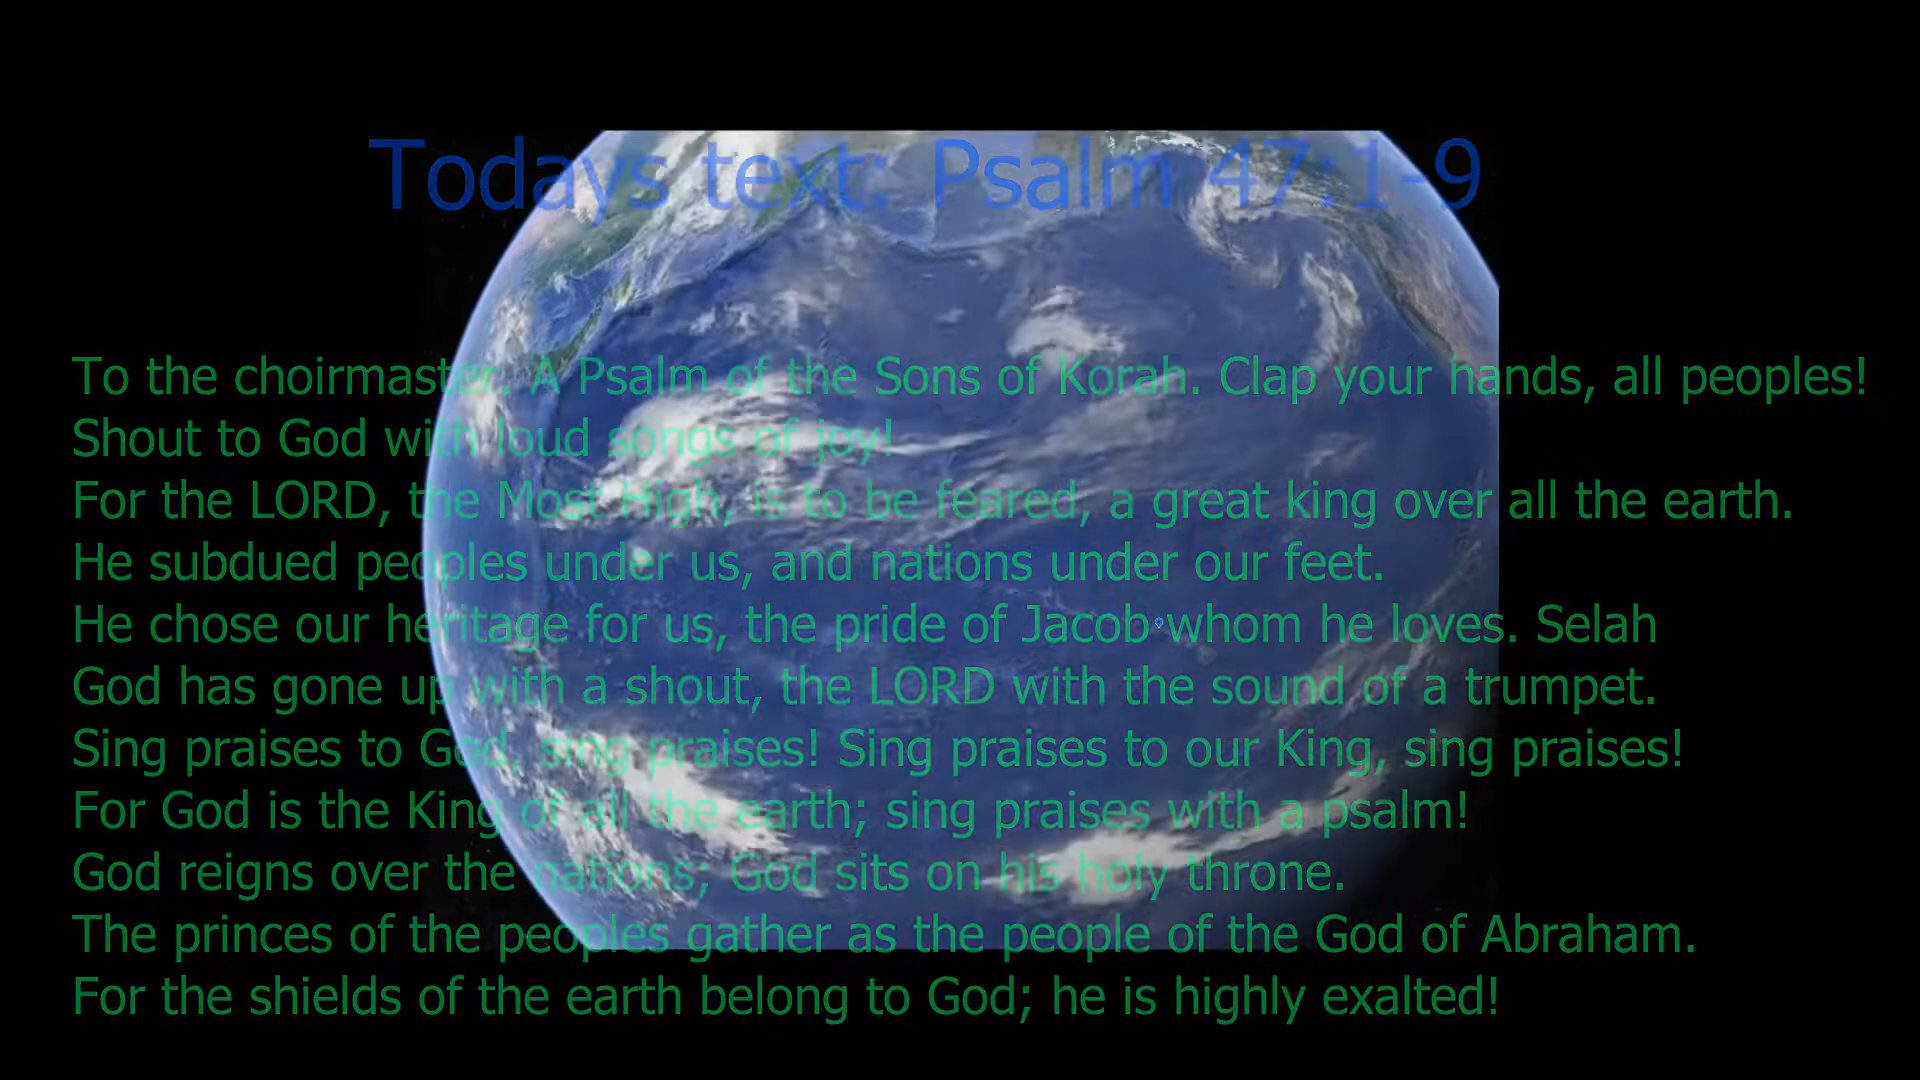 Todays text: Psalm 47:1-9
To the choirmaster. A Psalm of the Sons of Korah. Clap your hands, all peoples!
Shout to God with loud songs of joy!
For the LORD, the Most High, is to be feared, a great king over all the earth.
He subdued peoples under us, and nations under our feet.
He chose our heritage for us, the pride of Jacob whom he loves. Selah
God has gone up with a shout, the LORD with the sound of a trumpet.
Sing praises to God, sing praises! Sing praises to our King, sing praises!
For God is the King of all the earth; sing praises with a psalm!
God reigns over the nations; God sits on his holy throne.
The princes of the peoples gather as the people of the God of Abraham.
For the shields of the earth belong to God; he is highly exalted!